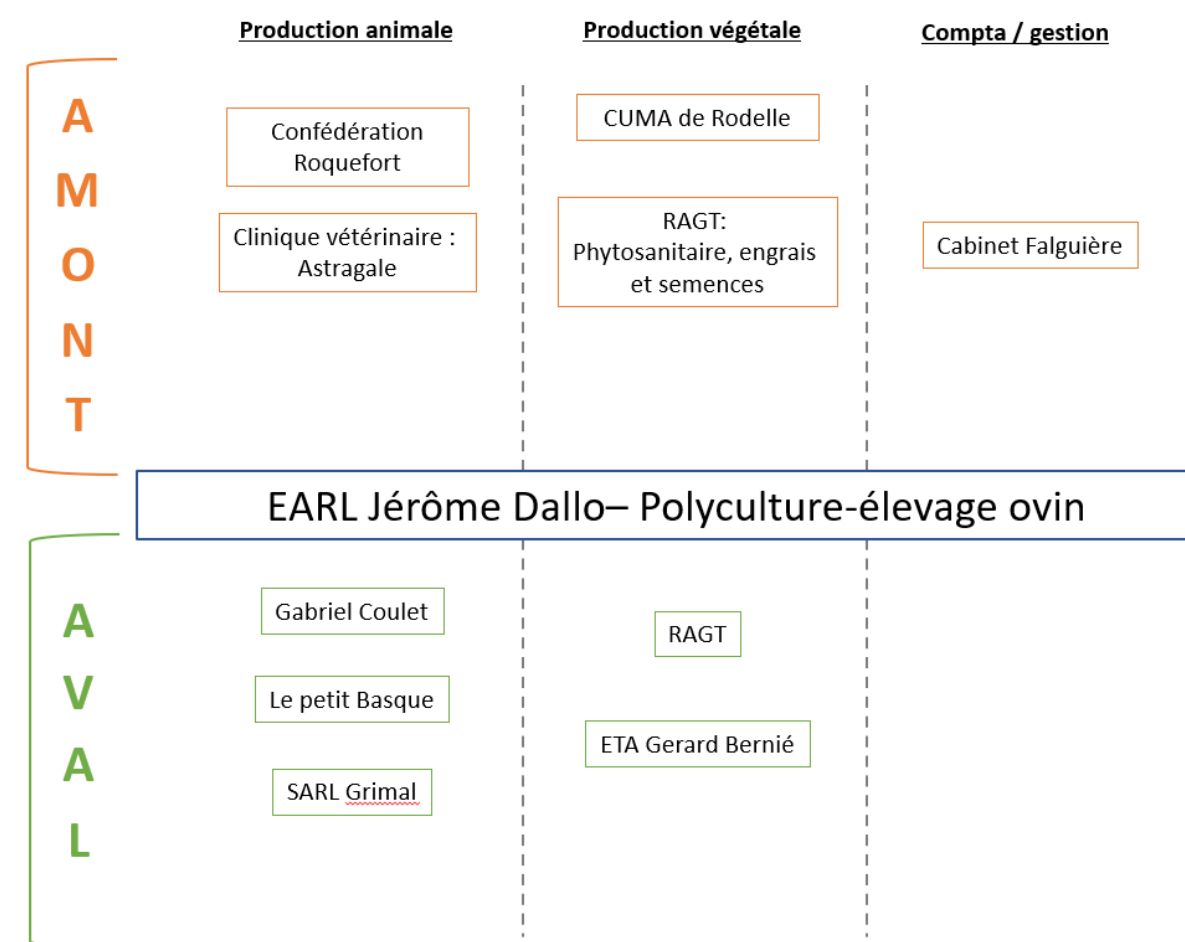 Production animale
Production végétale
Compta / gestion
A
M
O
N
T
Confédération
Roquefort
Clinique vétérinaire :
Astragale
CUMA de Rodelle
RAGT:
Phytosanitaire, engrais
et semences
Cabinet Falguière
EARL Jérôme Dallo– Polyculture-élevage ovin
A
V
A
L
Gabriel Coulet
Le petit Basque
SARL Grimal
RAGT
ETA Gerard Bernié